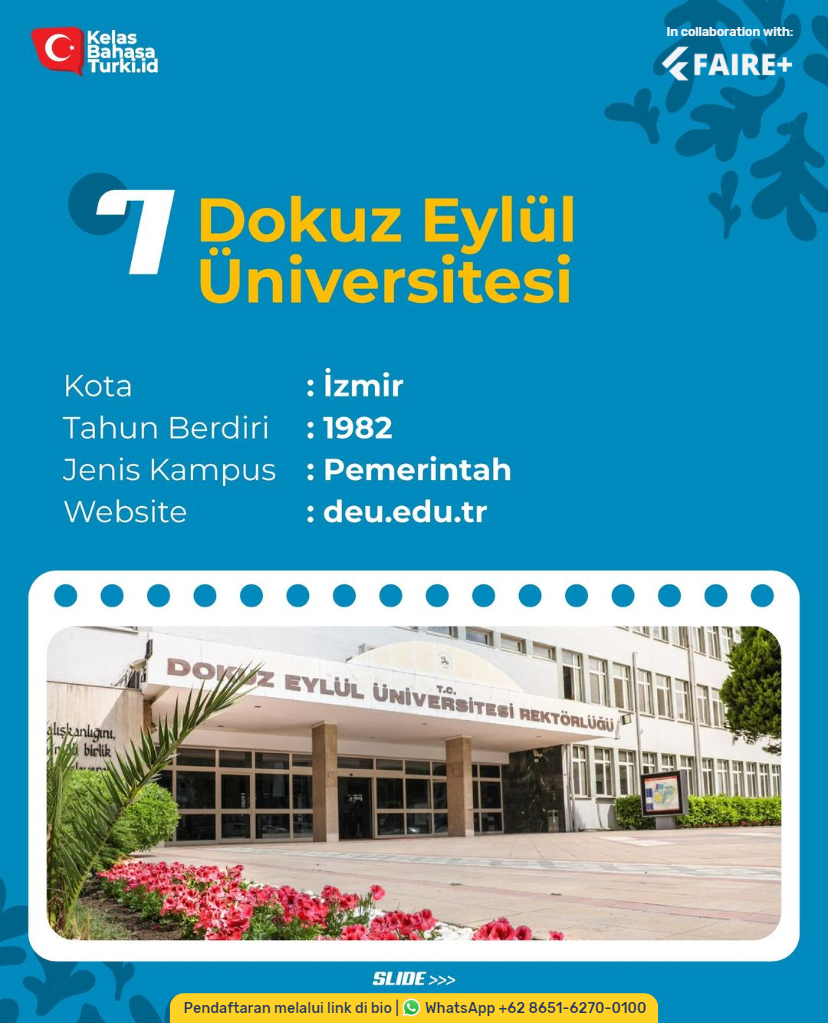 Kelas
Bahasa
Turki.id
In collaboration with:
FAIRE+
7
Dokuz Eylül
Üniversitesi
Kota : İzmir
Tahun Berdiri : 1982
Jenis Kampus : Pemerintah
Website : deu.edu.tr
T.C.
DOKUZ EYLÜL ÜNİVERSİTESİ REKTÖRLÜĞÜ
birlik
SLIDE >>>
Pendaftaran melalui link di bio | WhatsApp +62 8651-6270-0100